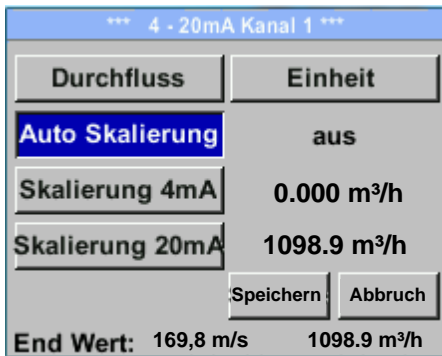 *** 4 - 20mA Kanal 1 ***
Durchfluss Einheit
Auto Skalierung aus
Skalierung 4mA 0.000 m³/h
Skalierung 20mA 1098.9 m³/h
Speichern Abbruch
End Wert: 169,8 m/s 1098.9 m³/h